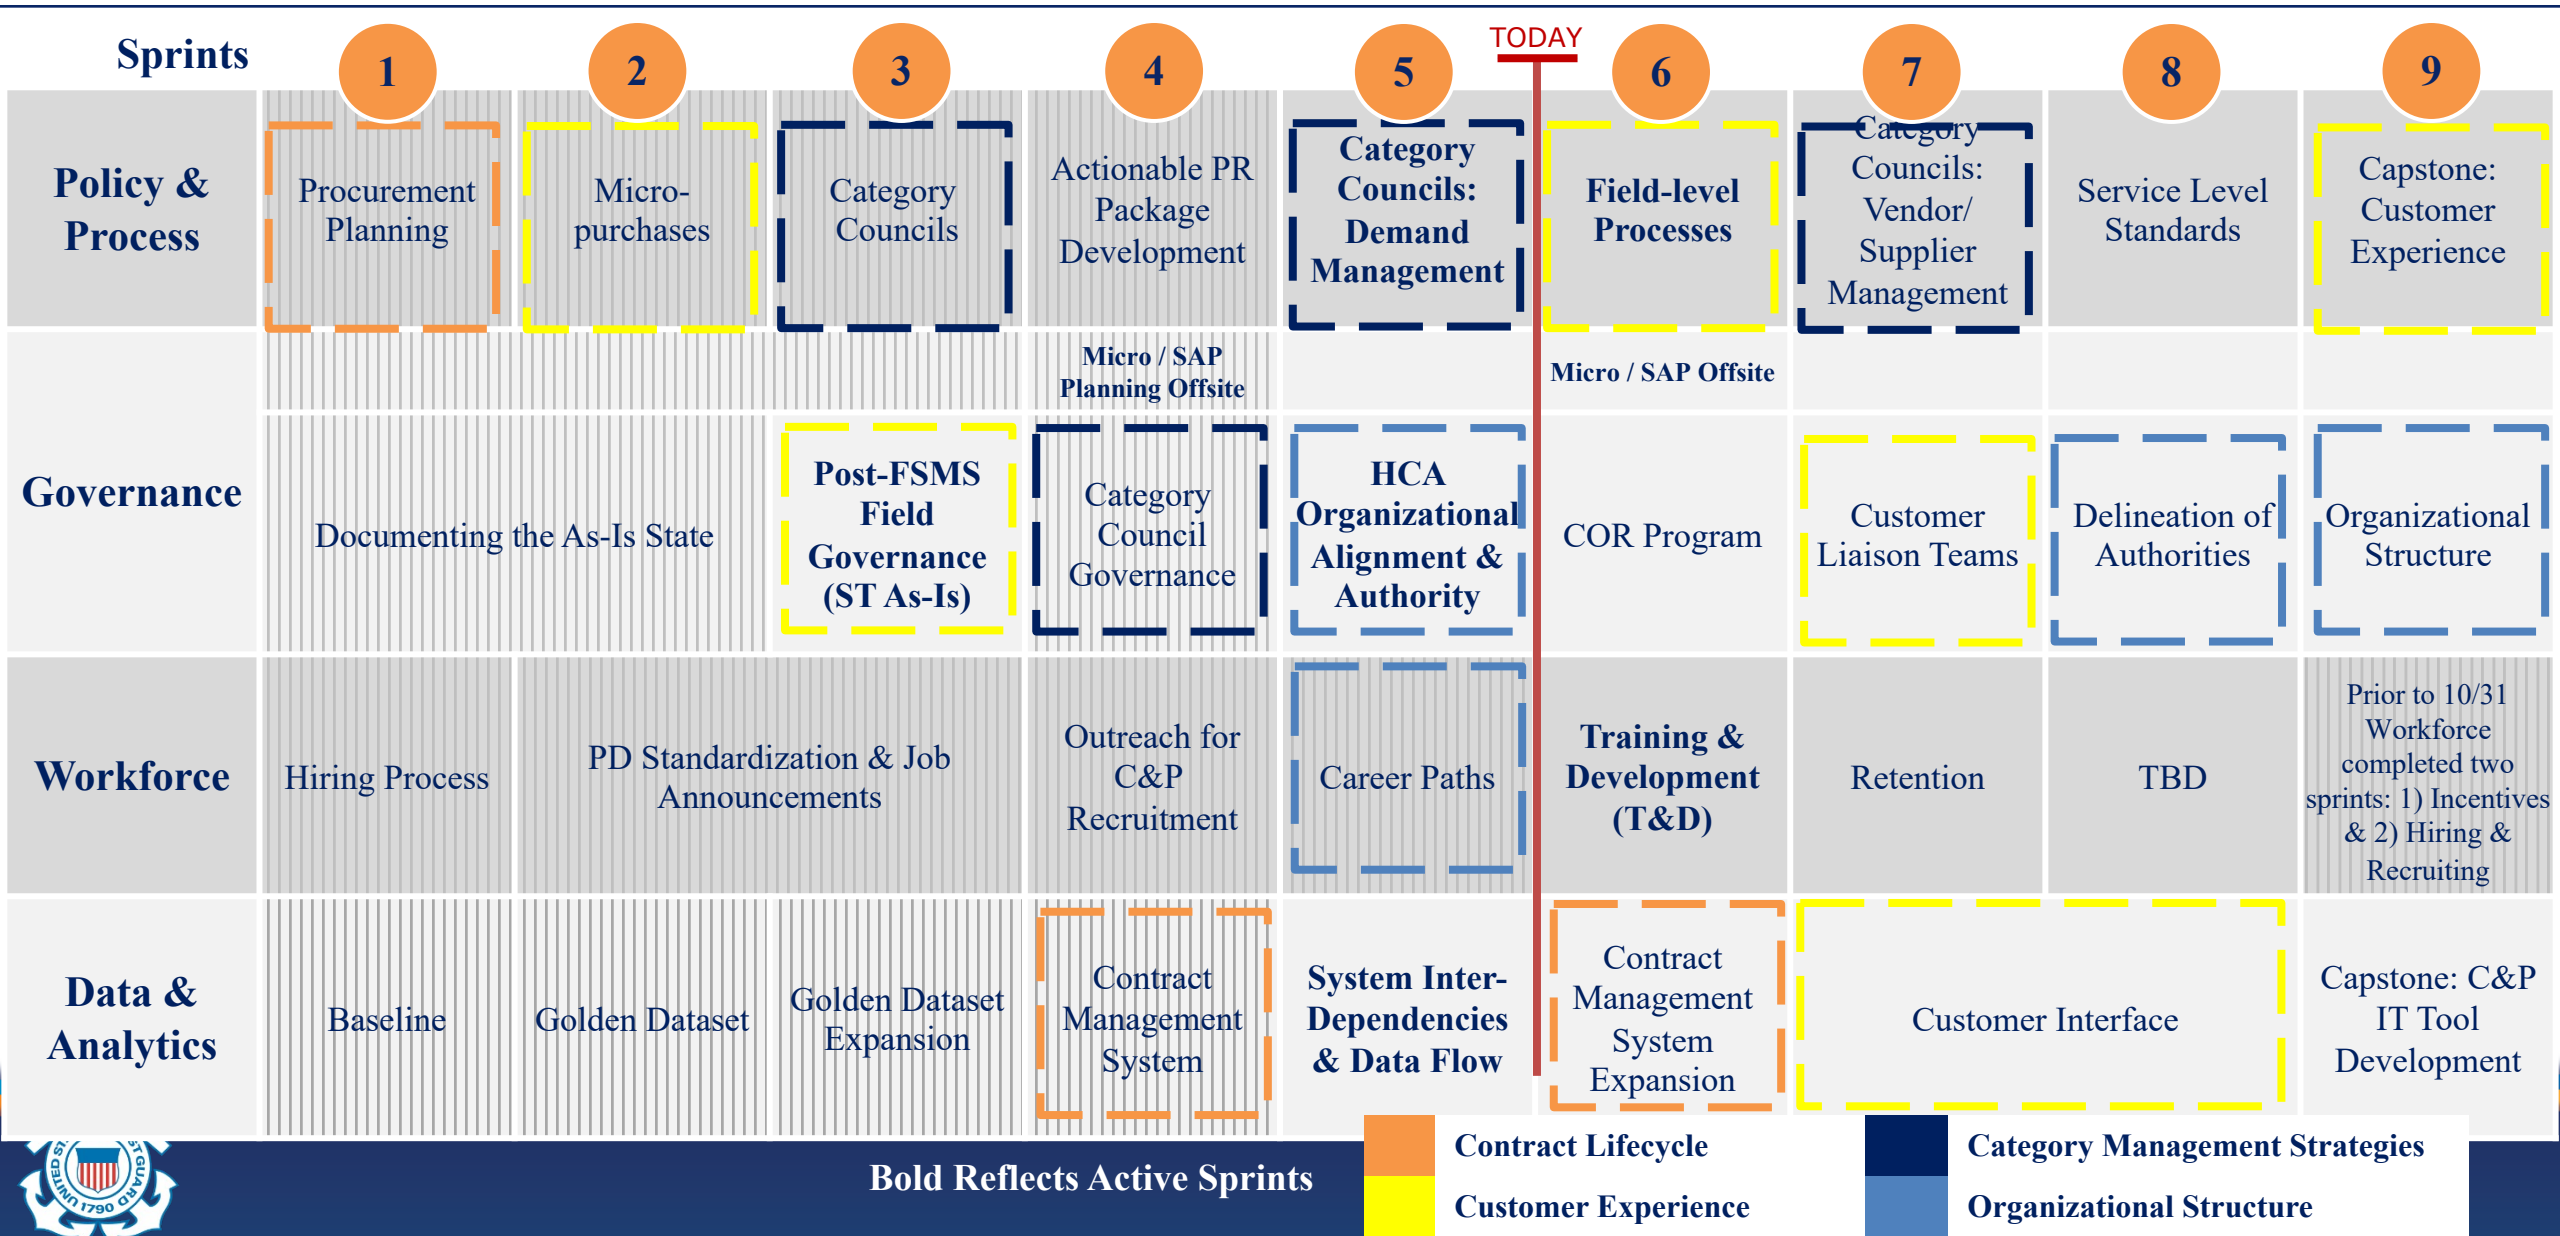 Sprints
1
2
3
4
5
TODAY
6
7
8
9
Policy &
Process
Procurement
Planning
Micro-
purchases
Category
Councils
Actionable PR
Package
Development
Category
Councils:
Demand
Management
Field-level
Processes
Category
Councils:
Vendor/
Supplier
Management
Service Level
Standards
Capstone:
Customer
Experience
Governance
Micro / SAP
Planning Offsite
Micro / SAP Offsite
Documenting the As-Is State
Post-FSMS
Field
Governance
(ST As-Is)
Category
Council
Governance
HCA
Organizational
Alignment &
Authority
COR Program
Customer
Liaison Teams
Delineation of
Authorities
Organizational
Structure
Workforce
Hiring Process
PD Standardization & Job
Announcements
Outreach for
C&P
Recruitment
Career Paths
Training &
Development
(T&D)
Retention
TBD
Prior to 10/31
Workforce
completed two
sprints: 1) Incentives
& 2) Hiring &
Recruiting
Data &
Analytics
Baseline
Golden Dataset
Golden Dataset
Expansion
Contract
Management
System
System Inter-
Dependencies
& Data Flow
Contract
Management
System
Expansion
Customer Interface
Capstone: C&P
IT Tool
Development
UNITED ST
ST GUARD
1790
Bold Reflects Active Sprints
Contract Lifecycle
Customer Experience
Category Management Strategies
Organizational Structure